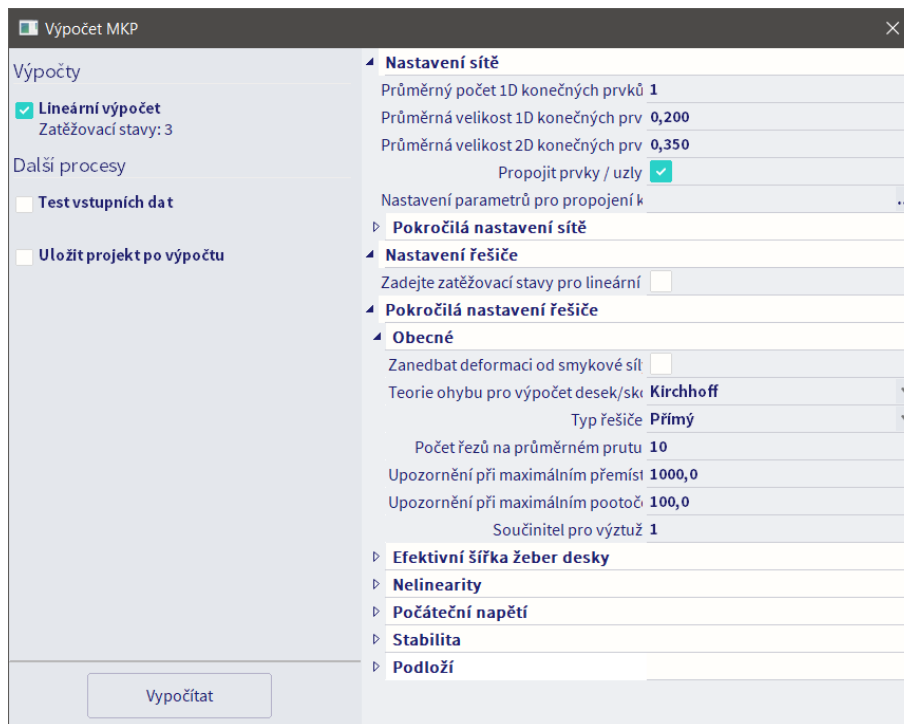 Výpočet MKP
Výpočty
Lineární výpočet
Zatěžovací stavy: 3
Další procesy
Test vstupních dat
Uložit projekt po výpočtu
Vypočítat
Nastavení sítě
Průměrný počet 1D konečných prvků 1
Průměrná velikost 1D konečných prv 0,200
Průměrná velikost 2D konečných prv 0,350
Propojit prvky / uzly
Nastavení parametrů pro propojení k ..
Pokročilá nastavení sítě
Nastavení řešiče
Zadejte zatěžovací stavy pro lineární
Pokročilá nastavení řešiče
Obecné
Zanedbat deformaci od smykové síl
Teorie ohybu pro výpočet desek/sko Kirchhoff
Typ řešiče Přímý
Počet řezů na průměrném prutu 10
Upozornění při maximálním přemíst 1000,0
Upozornění při maximálním pootoče 100,0
Součinitel pro výztuž 1
Efektivní šířka žeber desky
Nelinearity
Počáteční napětí
Stabilita
Podloží